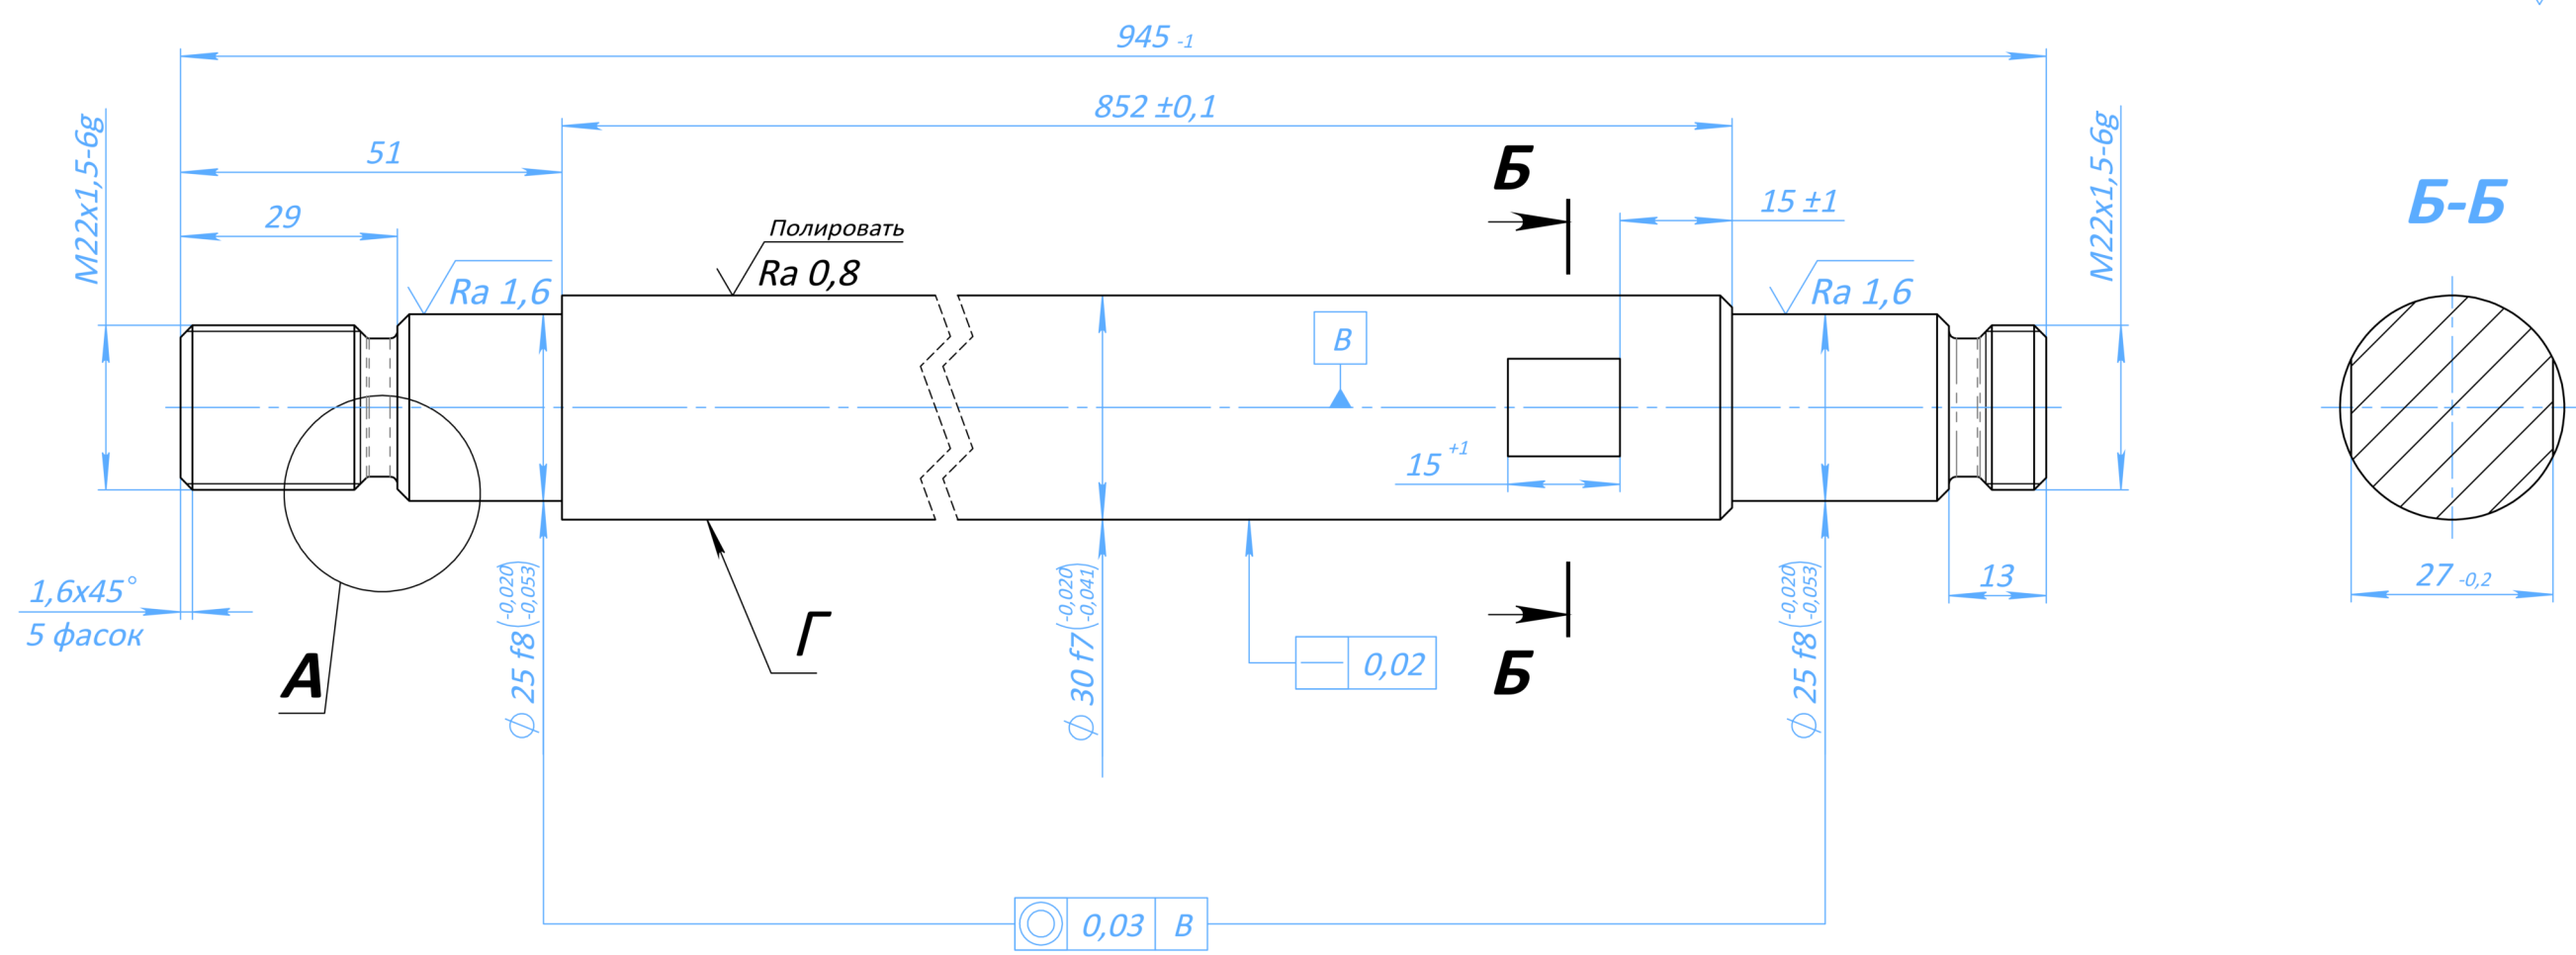 945 -1
852 ±0,1
51
29
M22x1,5-6g
Полировать
Ra 0,8
Ra 1,6
Б
15 ±1
Ra 1,6
M22x1,5-6g
Б-Б
В
15 +1
1,6x45°
5 фасок
А
⌀ 25 f8 (-0,020 -0,053)
Г
⌀ 30 f7 (-0,020 -0,041)
0,02
Б
⌀ 25 f8 (-0,020 -0,053)
13
27 -0,2
0,03 В